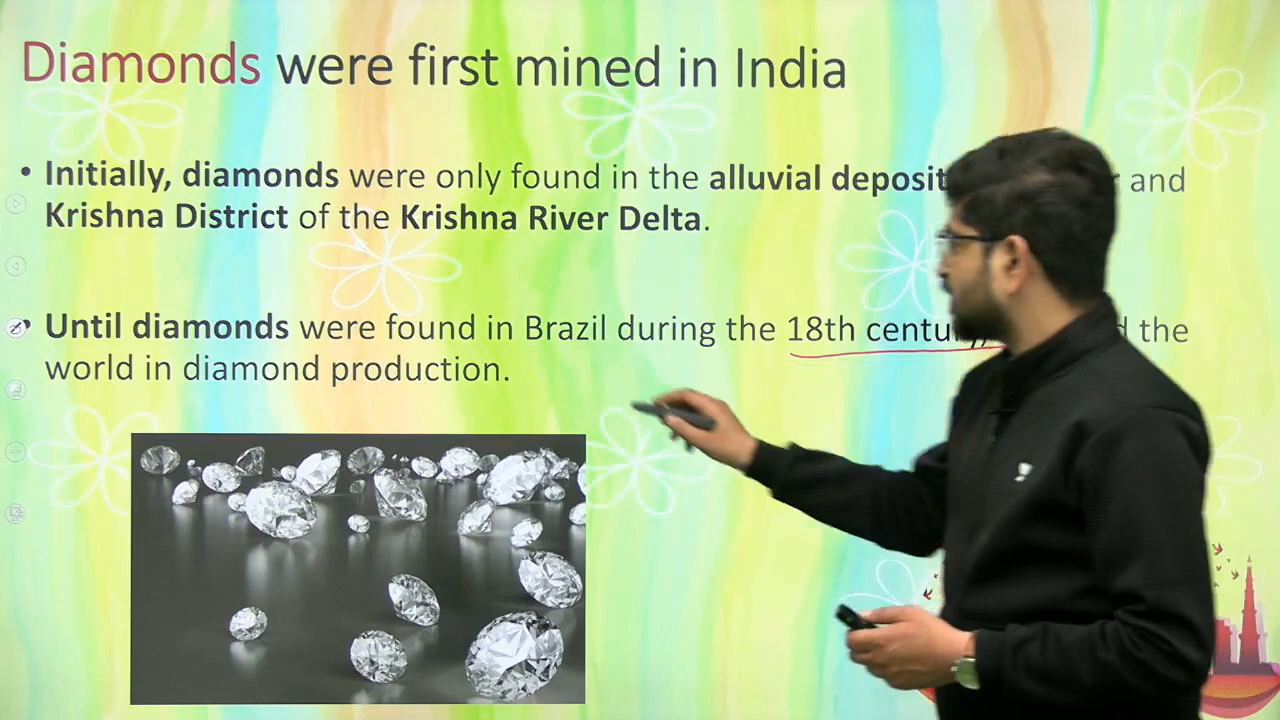 Diamonds were first mined in India
• Initially, diamonds were only found in the alluvial deposit and
Krishna District of the Krishna River Delta.
• Until diamonds were found in Brazil during the 18th century, the
world in diamond production.